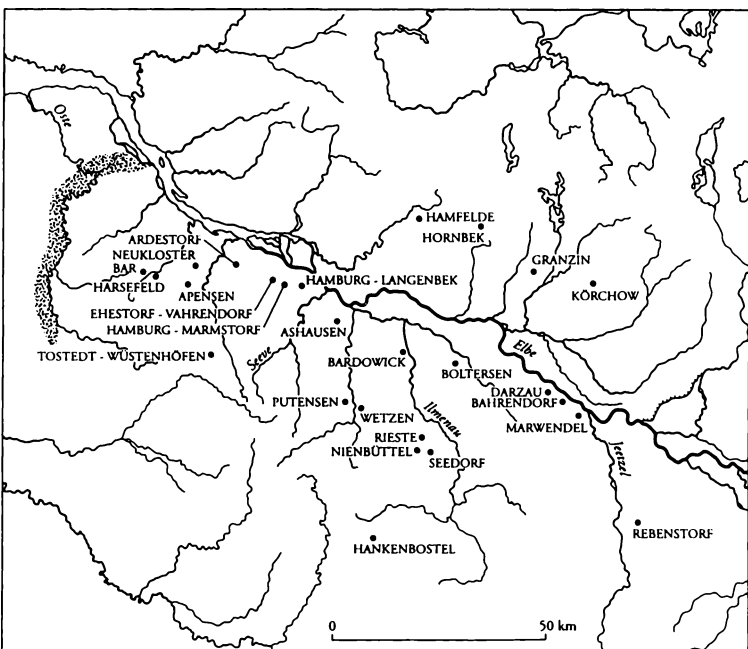 Oste
HAMFELDE
HORNBEK
ARDESTORF
NEUKLOSTER
BAR
HARSEFELD
APENSEN
GRANZIN
KÖRCHOW
HAMBURG - LANGENBEK
EHESTORF - VAHRENDORF
HAMBURG - MARMSTORF
ASHAUSEN
TOSTEDT - WÜSTENHÖFEN
Seeve
BARDOWICK
BOLTERSEN
Elbe
DARZAU
BAHRENDORF
MARWENDEL
PUTENSEN
WETZEN
Ilmenau
RIESTE
NIENBÜTTEL
SEEDORF
Jeetzel
REBENSTORF
HANKENBOSTEL
0 50 km